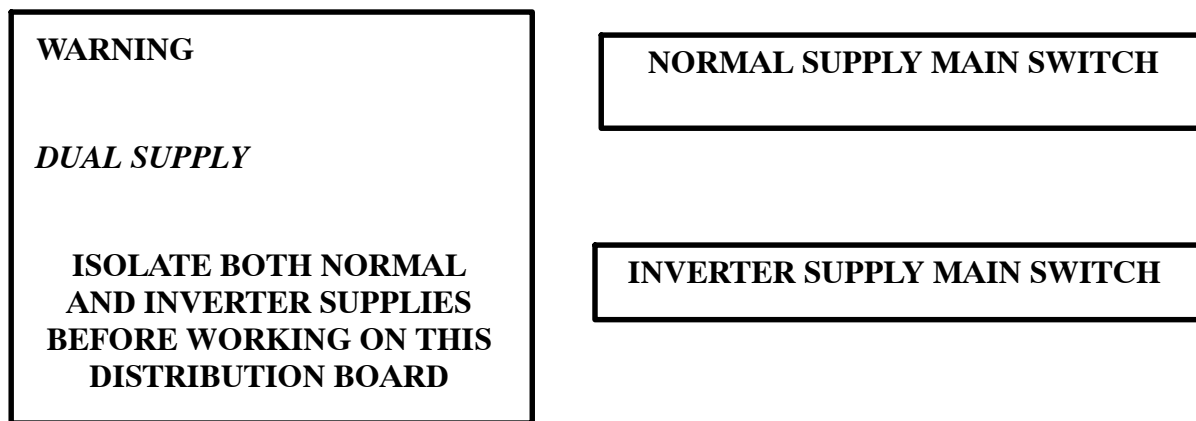 WARNING
DUAL SUPPLY
ISOLATE BOTH NORMAL
AND INVERTER SUPPLIES
BEFORE WORKING ON THIS
DISTRIBUTION BOARD
NORMAL SUPPLY MAIN SWITCH
INVERTER SUPPLY MAIN SWITCH